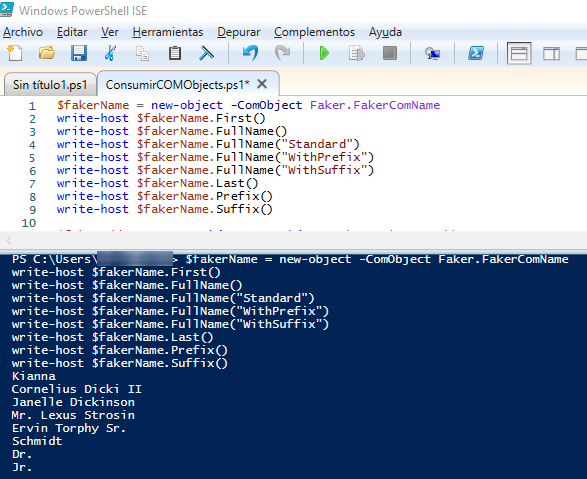 Windows PowerShell ISE
Archivo Editar Ver Herramientas Depurar Complementos Ayuda
Sin título1.ps1 ConsumirCOMObjects.ps1*
1 $fakerName = new-object -ComObject Faker.FakerComName
2 write-host $fakerName.First()
3 write-host $fakerName.FullName()
4 write-host $fakerName.FullName("Standard")
5 write-host $fakerName.FullName("WithPrefix")
6 write-host $fakerName.FullName("WithSuffix")
7 write-host $fakerName.Last()
8 write-host $fakerName.Prefix()
9 write-host $fakerName.Suffix()
10
PS C:\Users\ > $fakerName = new-object -ComObject Faker.FakerComName
write-host $fakerName.First()
write-host $fakerName.FullName()
write-host $fakerName.FullName("Standard")
write-host $fakerName.FullName("WithPrefix")
write-host $fakerName.FullName("WithSuffix")
write-host $fakerName.Last()
write-host $fakerName.Prefix()
write-host $fakerName.Suffix()
Kianna
Cornelius Dicki II
Janelle Dickinson
Mr. Lexus Strosin
Ervin Torphy Sr.
Schmidt
Dr.
Jr.